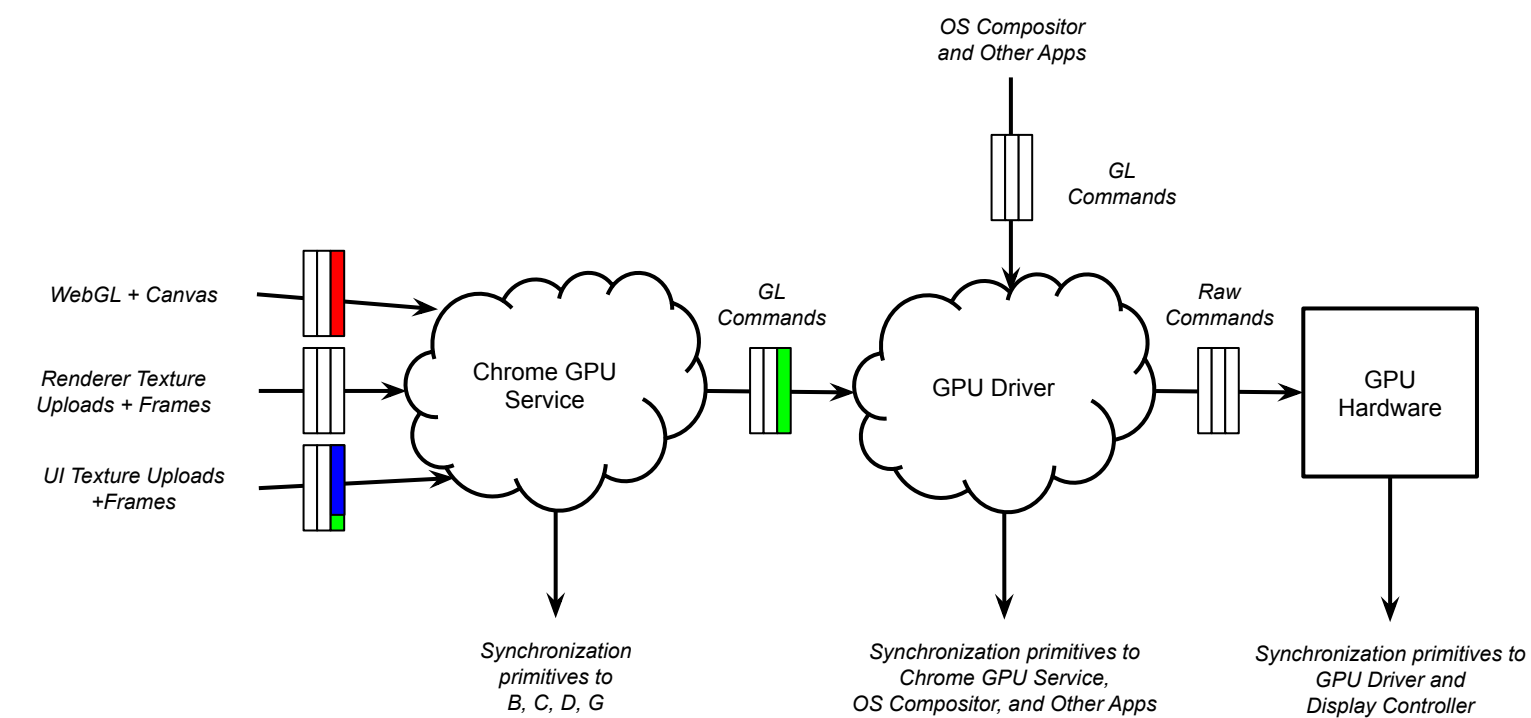 OS Compositor
and Other Apps
GL
Commands
WebGL + Canvas
GL
Commands
Raw
Commands
Renderer Texture
Uploads + Frames
Chrome GPU
Service
GPU Driver
GPU
Hardware
UI Texture Uploads
+Frames
Synchronization
primitives to
B, C, D, G
Synchronization primitives to
Chrome GPU Service,
OS Compositor, and Other Apps
Synchronization primitives to
GPU Driver and
Display Controller